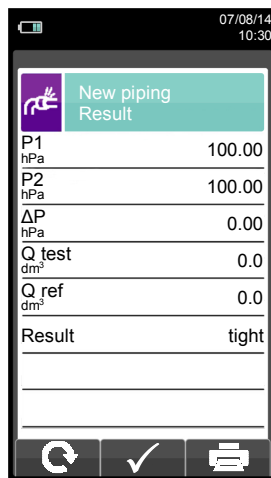 07/08/14
10:30
New piping
Result
P1
hPa
100.00
P2
hPa
100.00
ΔP
hPa
0.00
Q test
dm³
0.0
Q ref
dm³
0.0
Result
tight